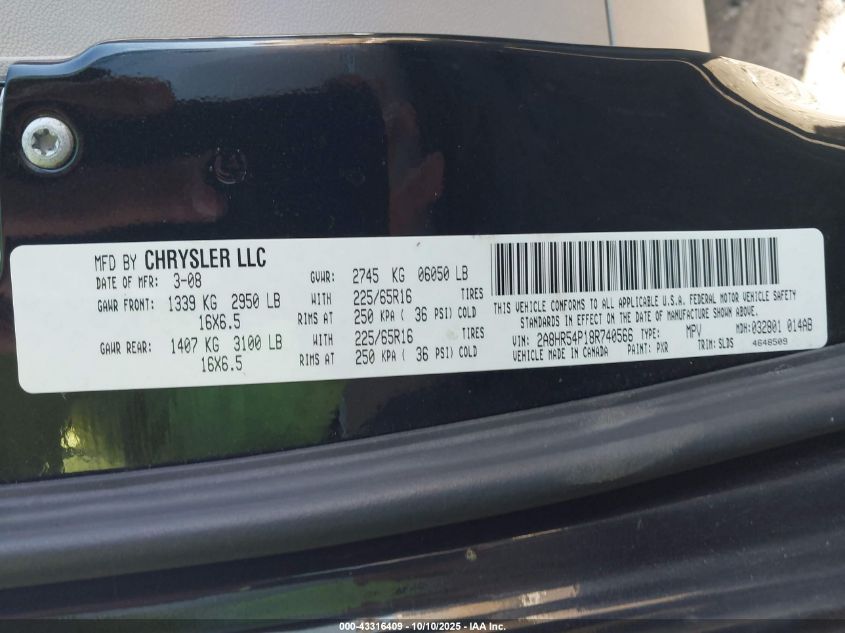 MFD BY CHRYSLER LLC
DATE OF MFR: 3-08 GVWR: 2745 KG 06050 LB
GAWR FRONT: 1339 KG 2950 LB WITH 225/65R16 TIRES
16X6.5 RIMS AT 250 KPA ( 36 PSI) COLD
GAWR REAR: 1407 KG 3100 LB WITH 225/65R16 TIRES
16X6.5 RIMS AT 250 KPA ( 36 PSI) COLD
THIS VEHICLE CONFORMS TO ALL APPLICABLE U.S.A. FEDERAL MOTOR VEHICLE SAFETY
STANDARDS IN EFFECT ON THE DATE OF MANUFACTURE SHOWN ABOVE.
VIN: 2A8HR54P18R740566 TYPE: MPV MDH: 032801 014AB
VEHICLE MADE IN CANADA PAINT: PXR TRIM: SLDS 4648509
000-43316409 - 10/10/2025 - IAA Inc.